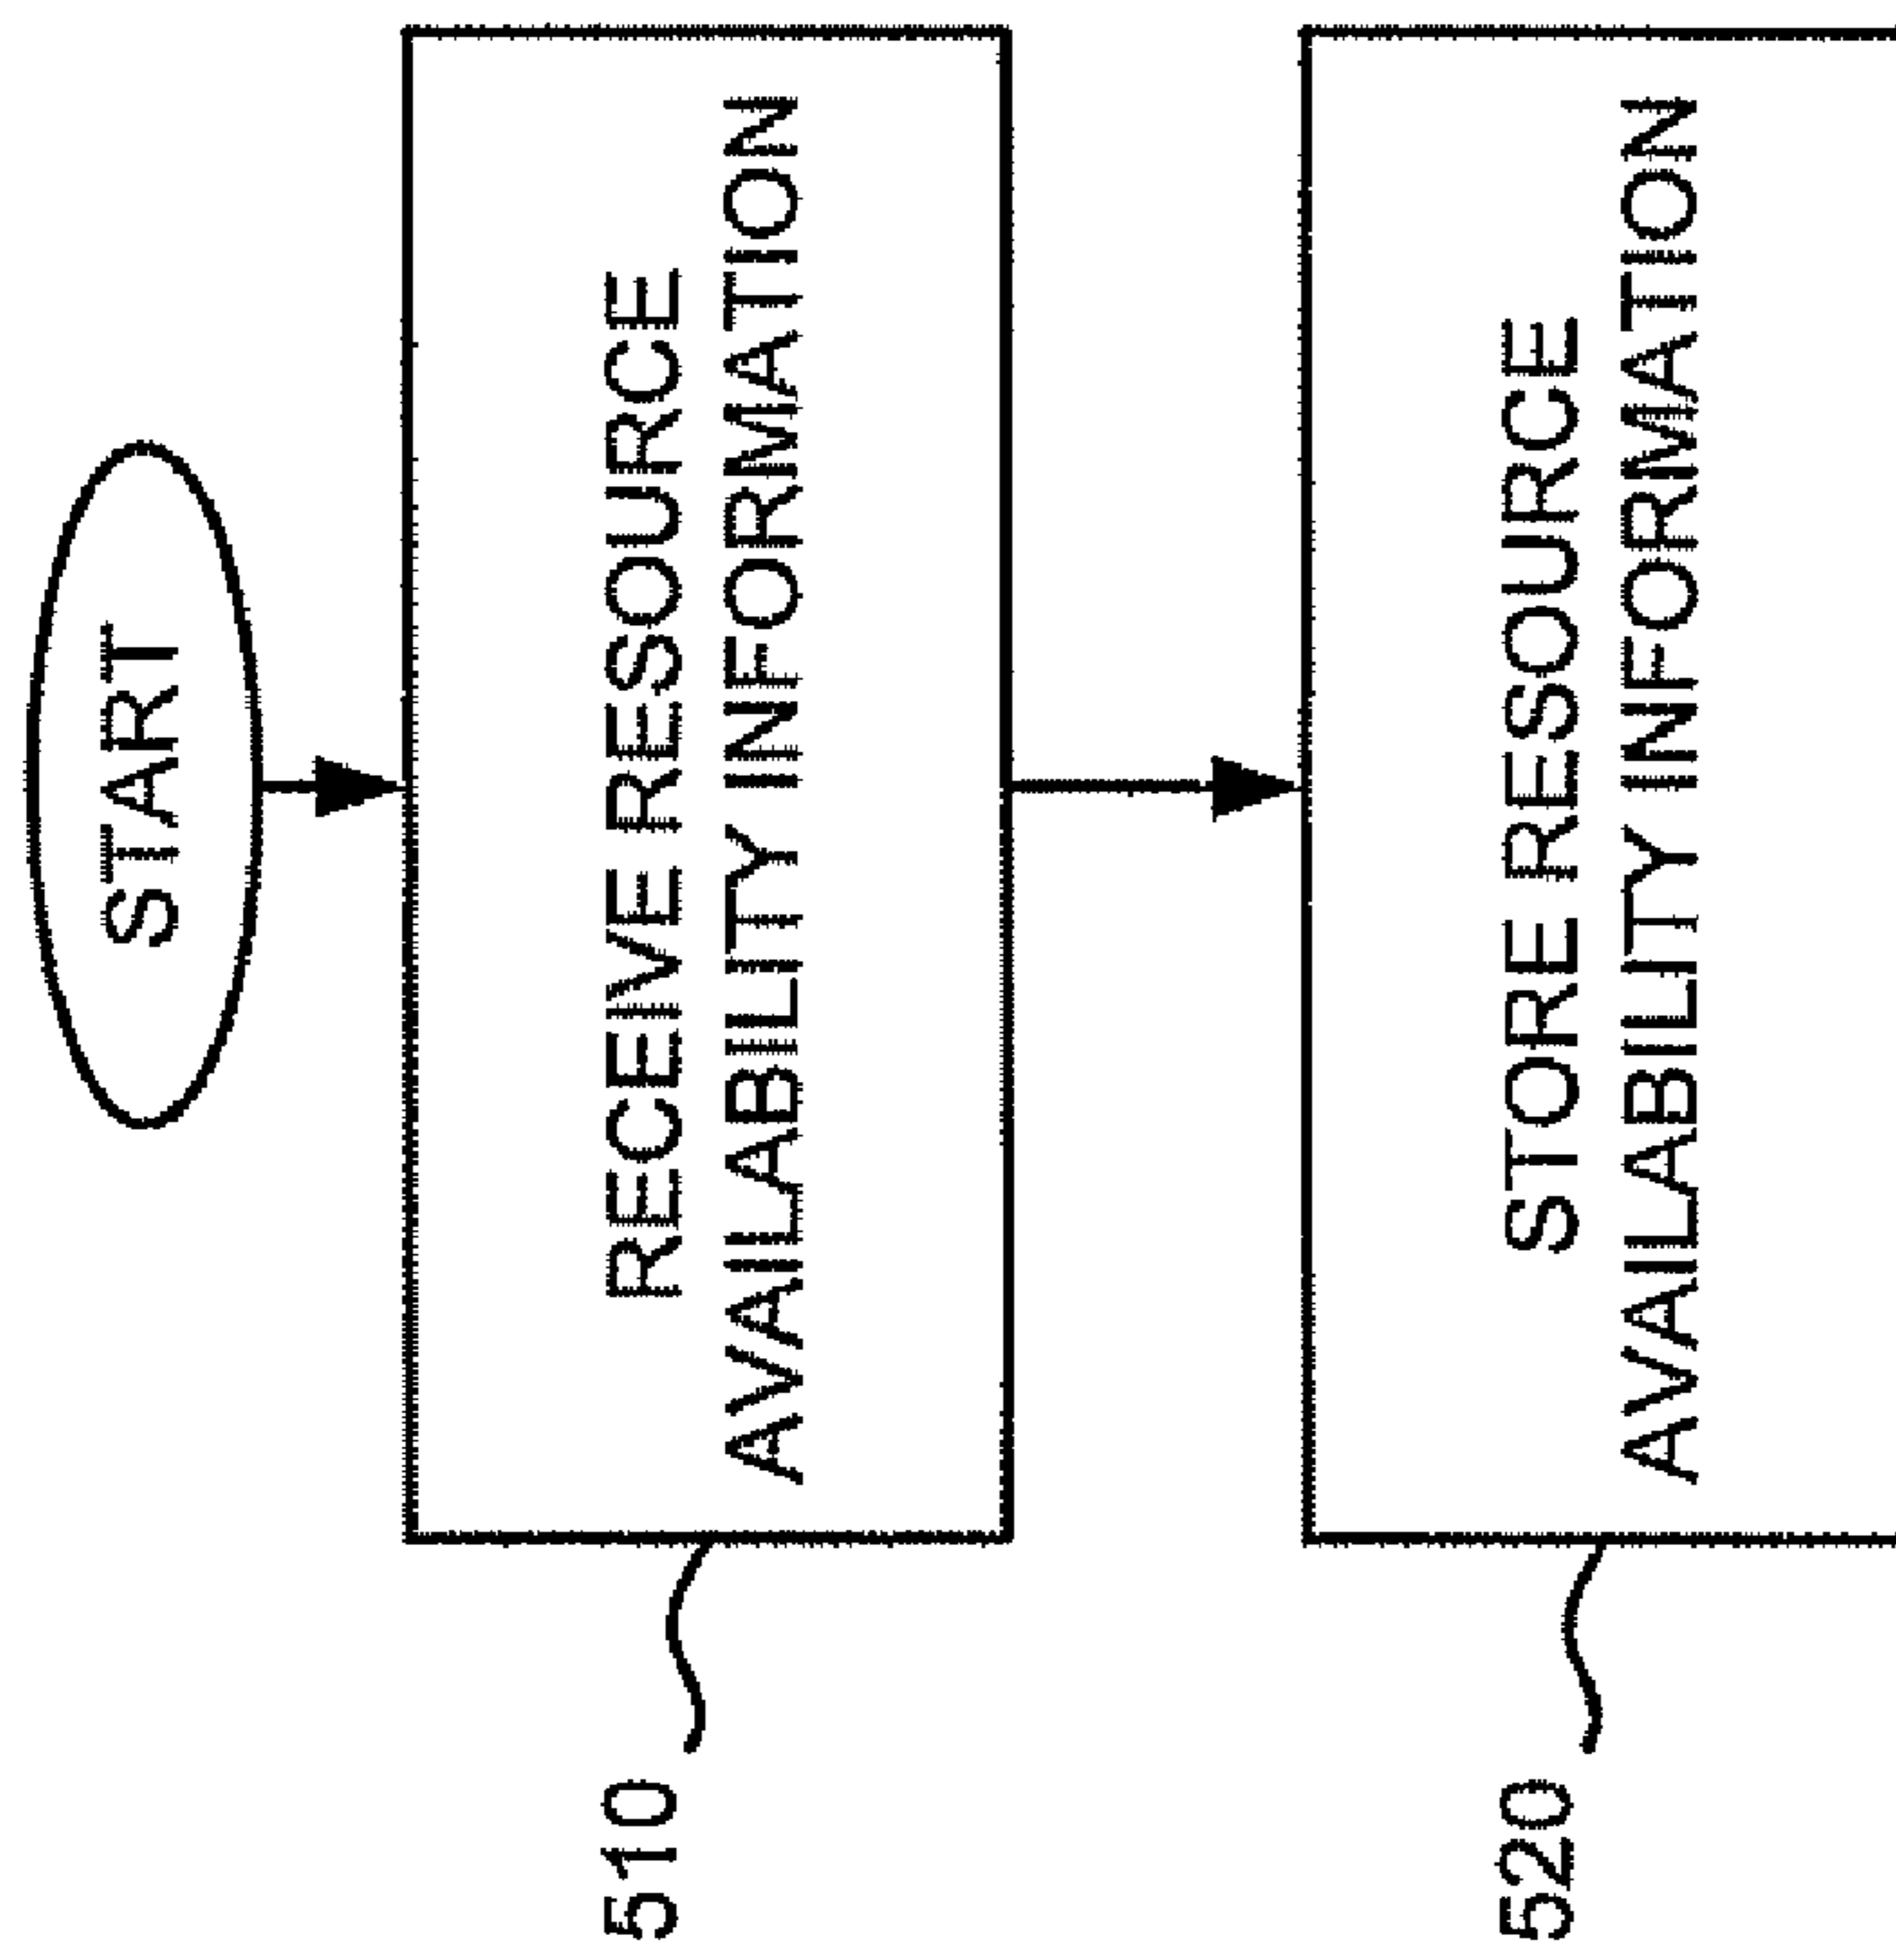 START
RECEIVE RESOURCE
AVAILABILITY INFORMATION
510
STORE RESOURCE
AVAILABILITY INFORMATION
520